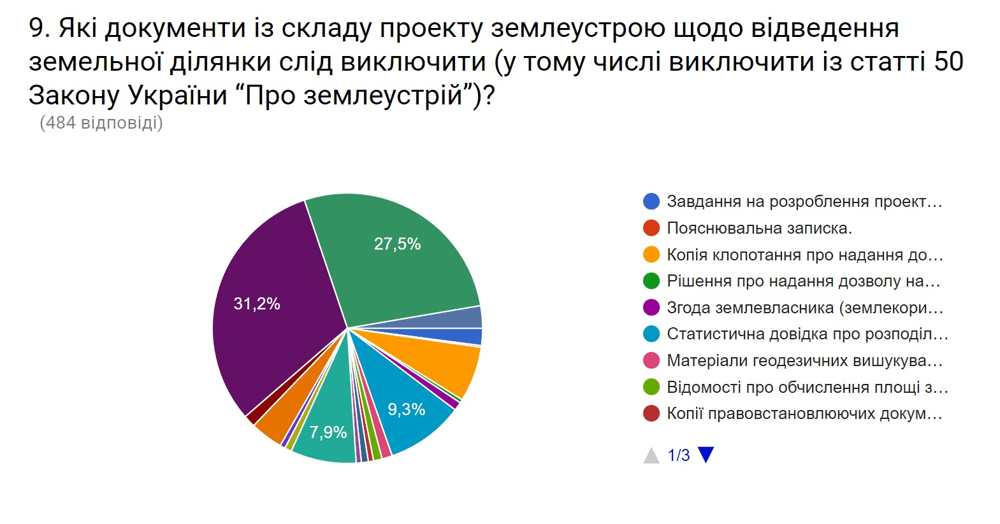 9. Які документи із складу проекту землеустрою щодо відведення
земельної ділянки слід виключити (у тому числі виключити із статті 50
Закону України “Про землеустрій”)?
(484 відповіді)
27,5%
31,2%
9,3%
7,9%
Завдання на розроблення проект…
Пояснювальна записка.
Копія клопотання про надання до…
Рішення про надання дозволу на…
Згода землевласника (землекори…
Статистична довідка про розподіл…
Матеріали геодезичних вишукува…
Відомості про обчислення площі з…
Копії правовстановлюючих докум…
1/3